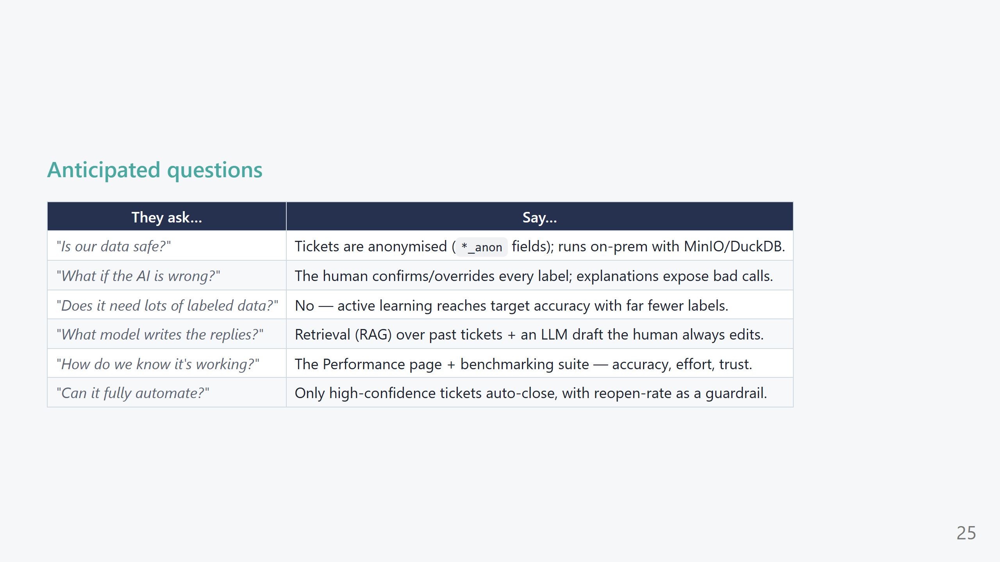 Anticipated questions
They ask... Say...
"Is our data safe?" Tickets are anonymised ( *_anon fields); runs on-prem with MinIO/DuckDB.
"What if the AI is wrong?" The human confirms/overrides every label; explanations expose bad calls.
"Does it need lots of labeled data?" No — active learning reaches target accuracy with far fewer labels.
"What model writes the replies?" Retrieval (RAG) over past tickets + an LLM draft the human always edits.
"How do we know it's working?" The Performance page + benchmarking suite — accuracy, effort, trust.
"Can it fully automate?" Only high-confidence tickets auto-close, with reopen-rate as a guardrail.
25